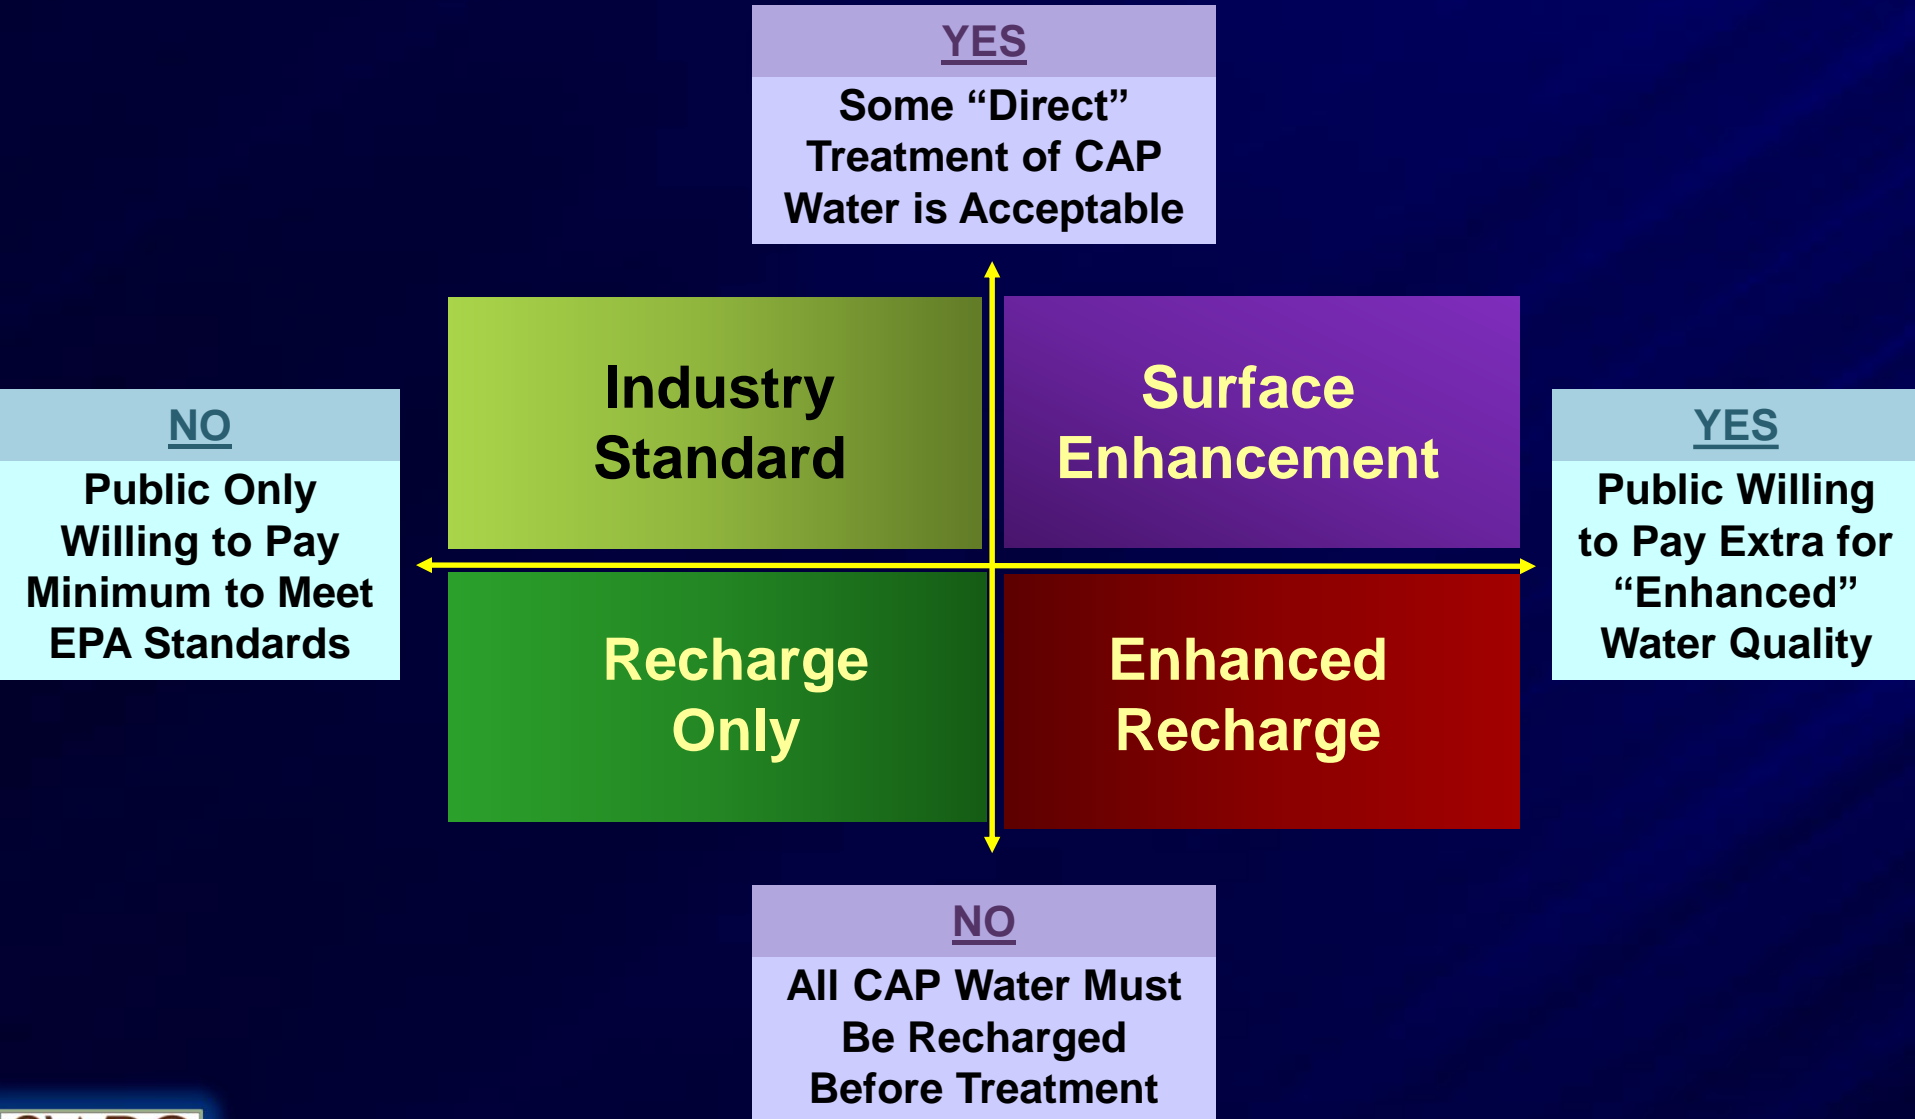 YES
Some “Direct”
Treatment of CAP
Water is Acceptable
Industry
Standard
Surface
Enhancement
NO
Public Only
Willing to Pay
Minimum to Meet
EPA Standards
YES
Public Willing
to Pay Extra for
“Enhanced”
Water Quality
Recharge
Only
Enhanced
Recharge
NO
All CAP Water Must
Be Recharged
Before Treatment